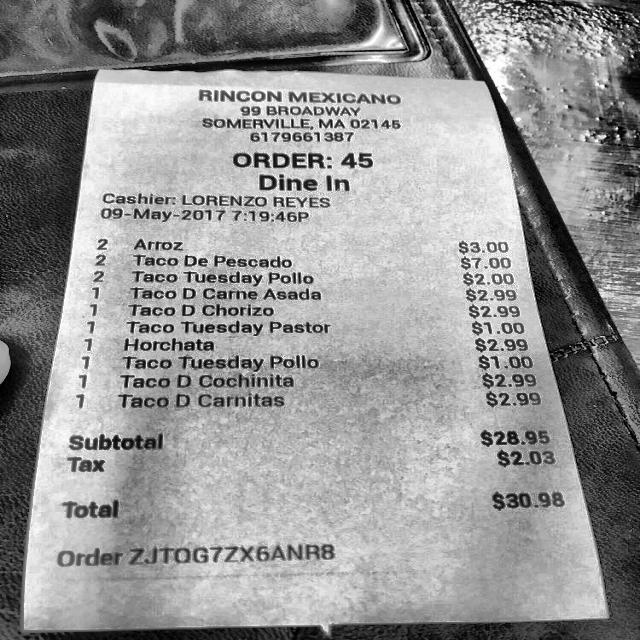 RINCON MEXICANO
99 BROADWAY
SOMERVILLE, MA 02145
6179661387
ORDER: 45
Dine In
Cashier: LORENZO REYES
09-May-2017 7:19:46P
2 Arroz $3.00
2 Taco De Pescado $7.00
2 Taco Tuesday Pollo $2.00
1 Taco D Carne Asada $2.99
1 Taco D Chorizo $2.99
1 Taco Tuesday Pastor $1.00
1 Horchata $2.99
1 Taco Tuesday Pollo $1.00
1 Taco D Cochinita $2.99
1 Taco D Carnitas $2.99
Subtotal $28.95
Tax $2.03
Total $30.98
Order ZJTOG7ZX6ANR8